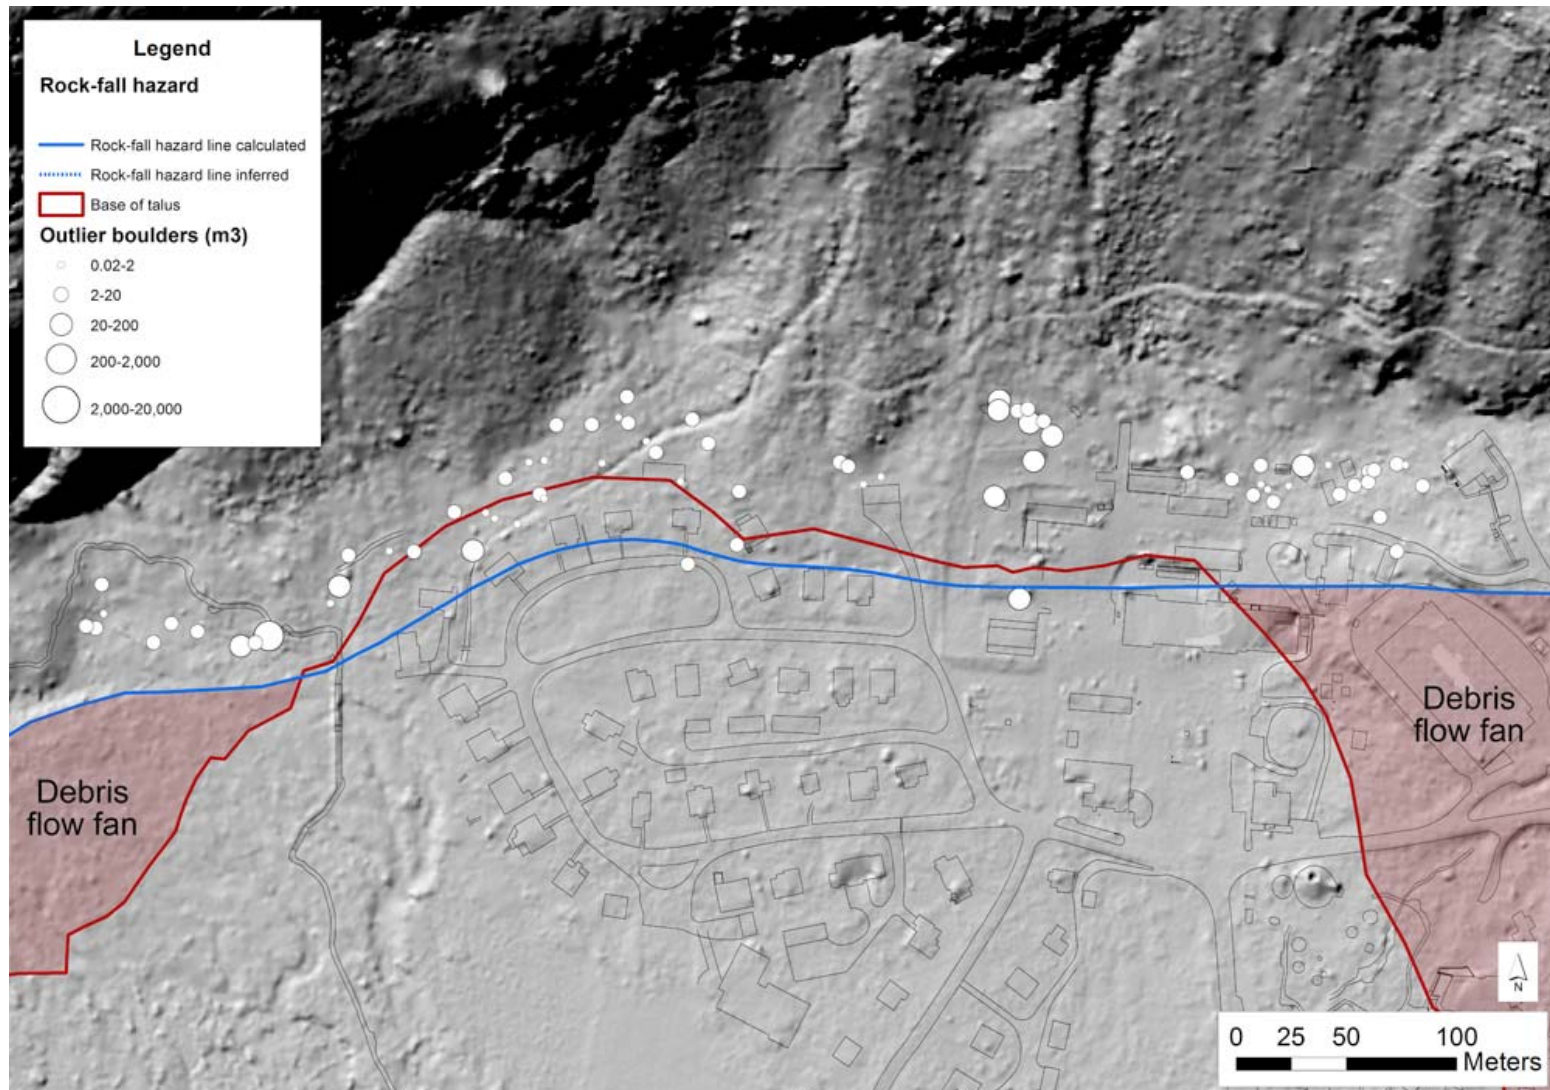 Legend
Rock-fall hazard
Rock-fall hazard line calculated
Rock-fall hazard line inferred
Base of talus
Outlier boulders (m3)
0.02-2
2-20
20-200
200-2,000
2,000-20,000
Debris
flow fan
Debris
flow fan
N
0 25 50 100
Meters